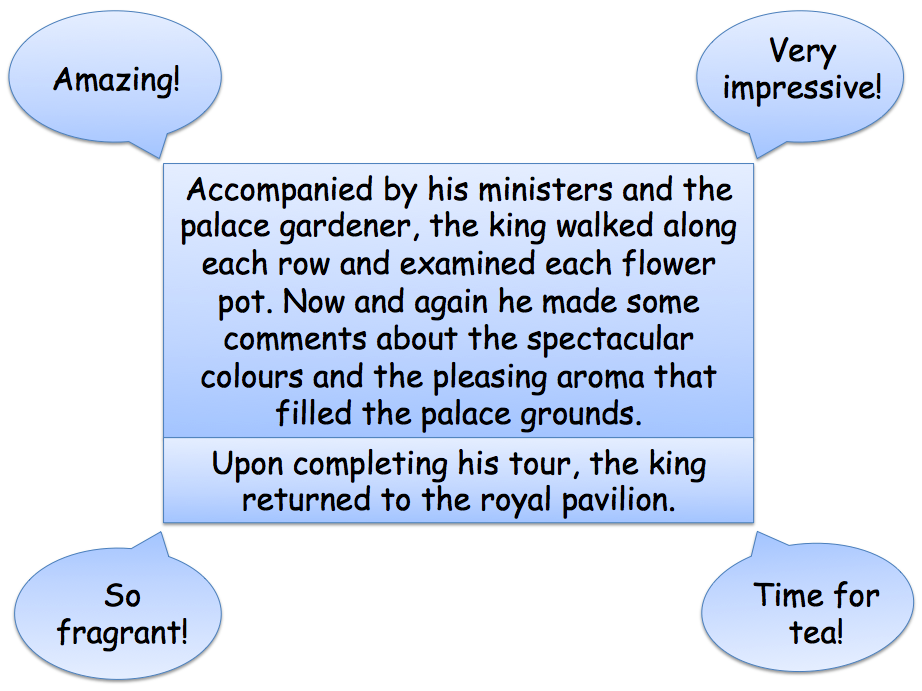 Amazing!
Very
impressive!
Accompanied by his ministers and the
palace gardener, the king walked along
each row and examined each flower
pot. Now and again he made some
comments about the spectacular
colours and the pleasing aroma that
filled the palace grounds.
Upon completing his tour, the king
returned to the royal pavilion.
So
fragrant!
Time for
tea!